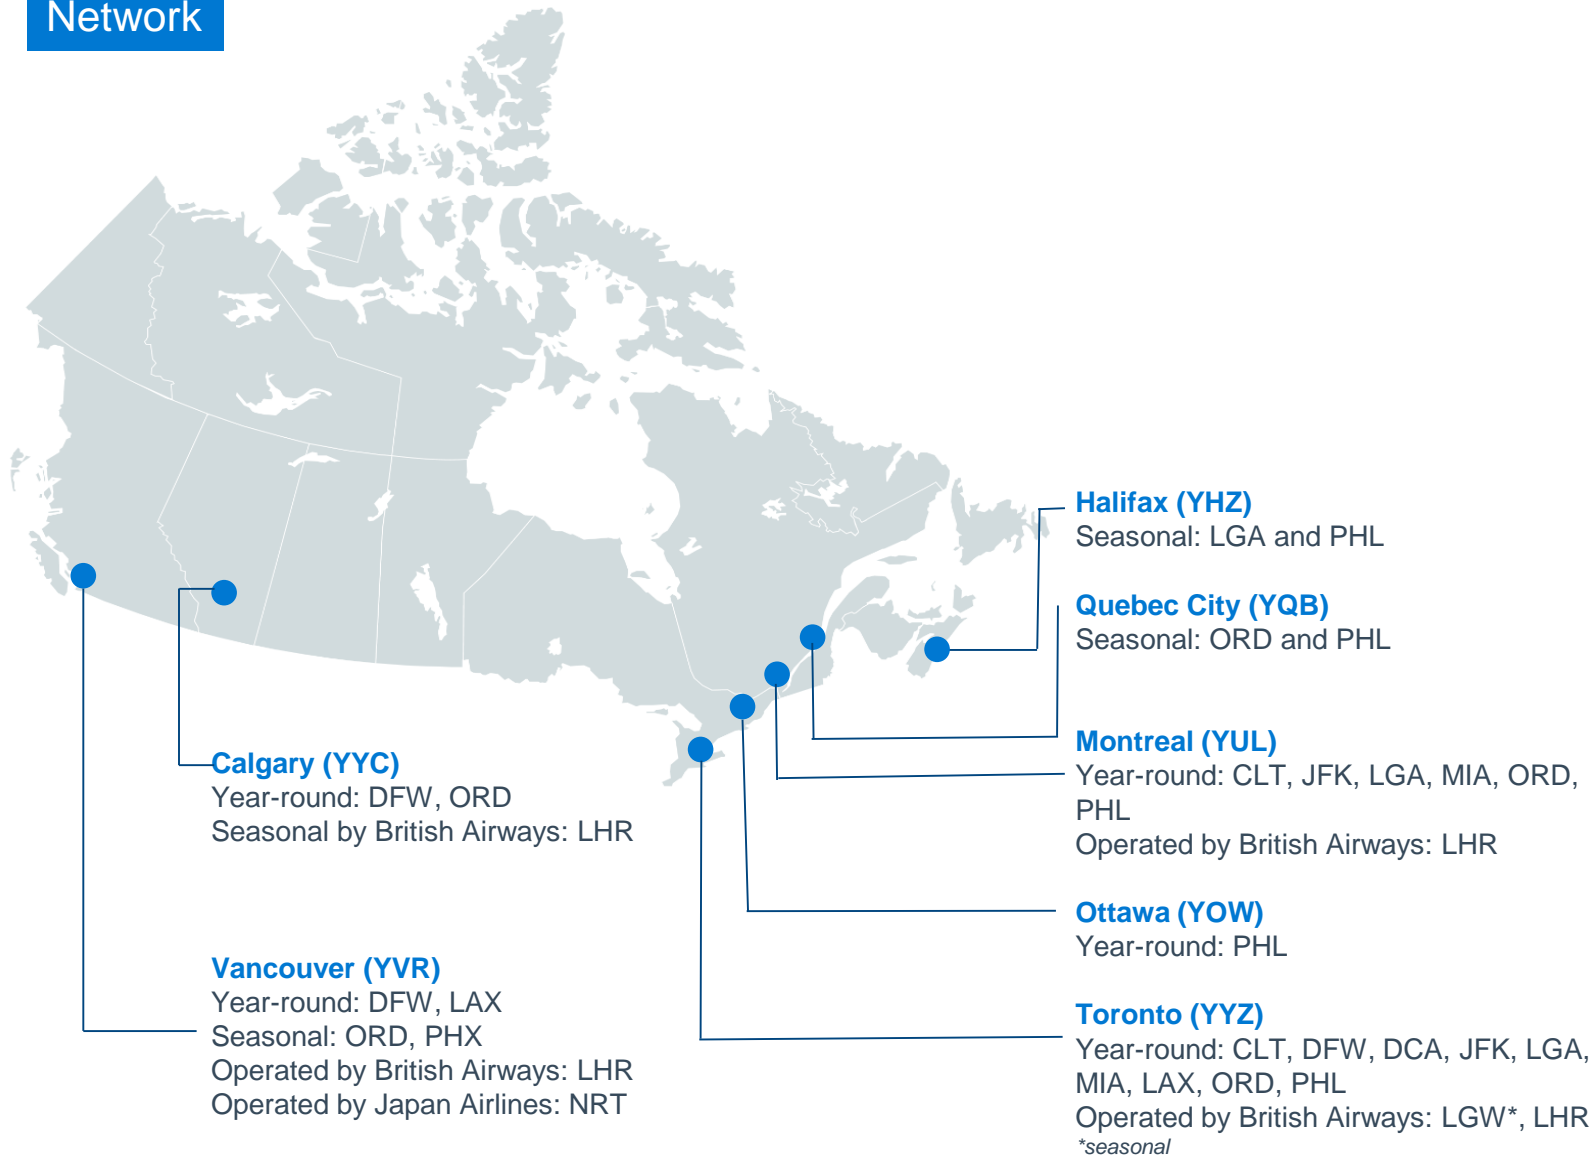 Network
Halifax (YHZ)
Seasonal: LGA and PHL
Quebec City (YQB)
Seasonal: ORD and PHL
Montreal (YUL)
Year-round: CLT, JFK, LGA, MIA, ORD,
PHL
Operated by British Airways: LHR
Ottawa (YOW)
Year-round: PHL
Toronto (YYZ)
Year-round: CLT, DFW, DCA, JFK, LGA,
MIA, LAX, ORD, PHL
Operated by British Airways: LGW*, LHR
*seasonal
Calgary (YYC)
Year-round: DFW, ORD
Seasonal by British Airways: LHR
Vancouver (YVR)
Year-round: DFW, LAX
Seasonal: ORD, PHX
Operated by British Airways: LHR
Operated by Japan Airlines: NRT